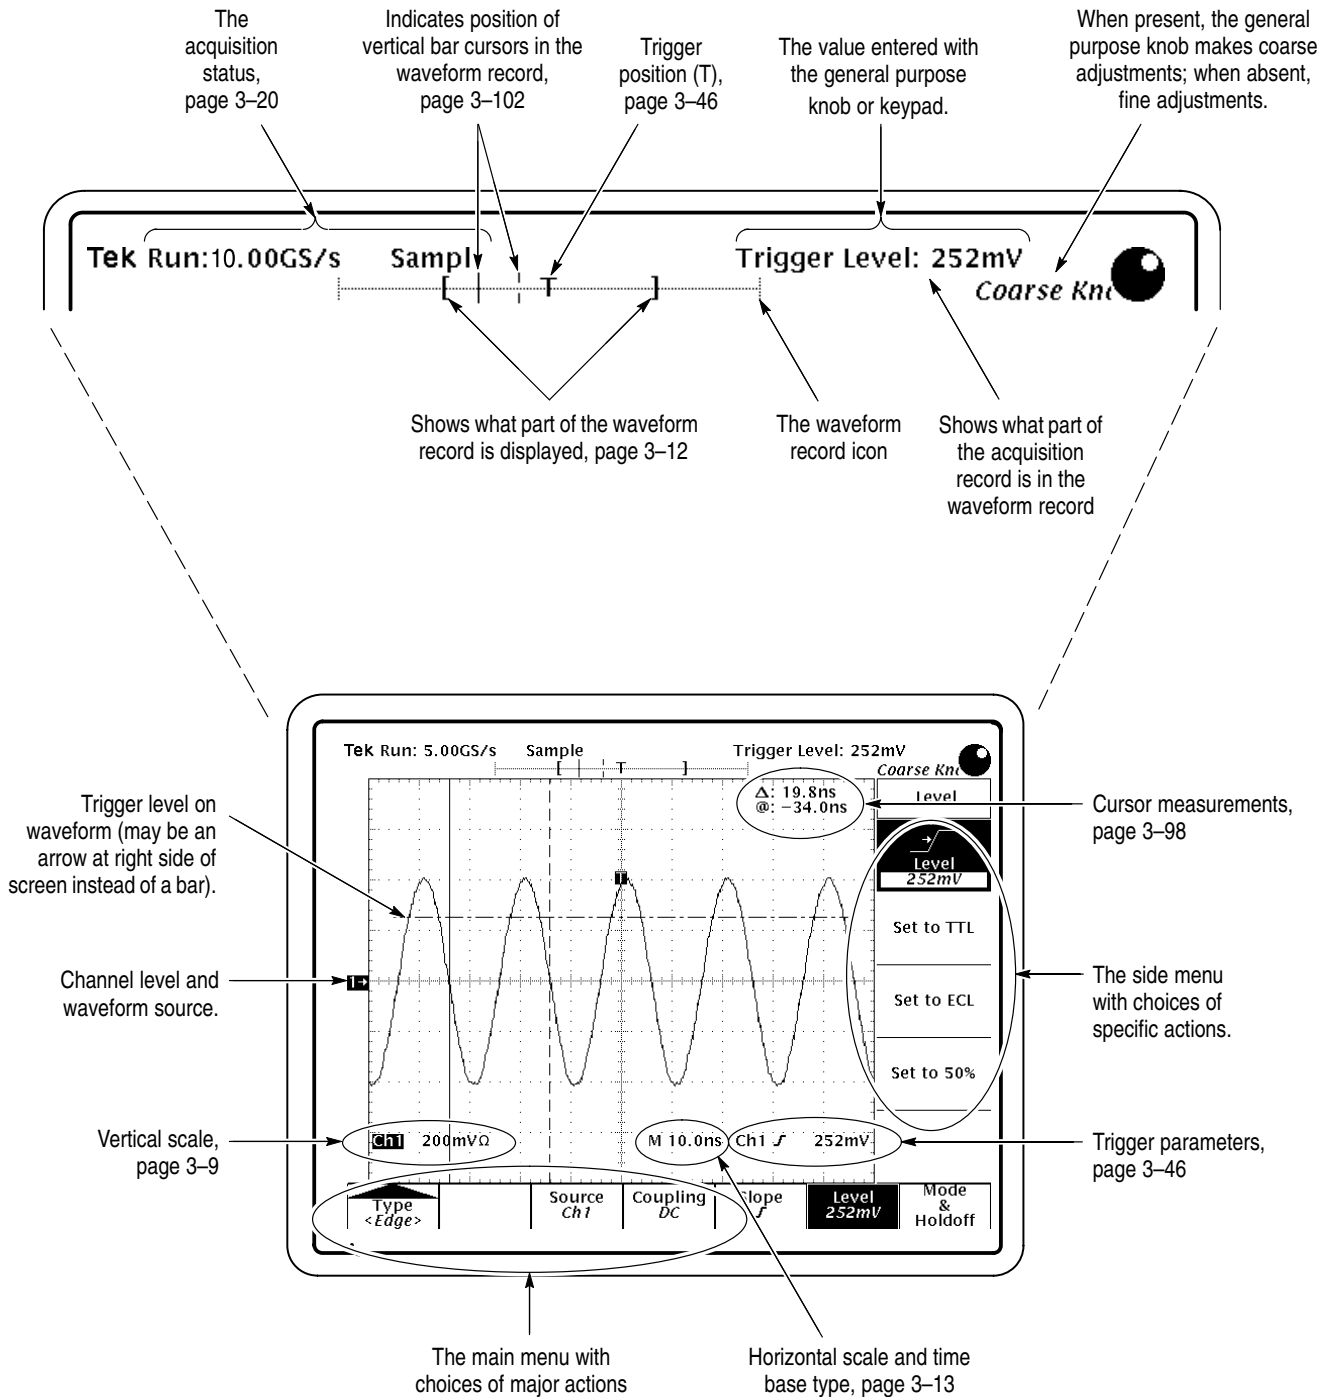 The
acquisition
status,
page 3–20
Indicates position of
vertical bar cursors in the
waveform record,
page 3–102
Trigger
position (T),
page 3–46
The value entered with
the general purpose
knob or keypad.
When present, the general
purpose knob makes coarse
adjustments; when absent,
fine adjustments.
Tek Run:10.00GS/s Sampl
Trigger Level: 252mV
[ T ]
Coarse Kn
Shows what part of the waveform
record is displayed, page 3–12
The waveform
record icon
Shows what part of
the acquisition
record is in the
waveform record
Tek Run: 5.00GS/s Sample Trigger Level: 252mV
[ T ]
Coarse Kn
Δ: 19.8ns
@: −34.0ns
Level
Level
252mV
Set to TTL
Set to ECL
Set to 50%
T
1→
Trigger level on
waveform (may be an
arrow at right side of
screen instead of a bar).
Channel level and
waveform source.
Vertical scale,
page 3–9
Cursor measurements,
page 3–98
The side menu
with choices of
specific actions.
Trigger parameters,
page 3–46
Ch1 200mVΩ M 10.0ns Ch1 252mV
Type
<Edge>
Source
Ch1
Coupling
DC
Slope
Level
252mV
Mode
&
Holdoff
The main menu with
choices of major actions
Horizontal scale and time
base type, page 3–13